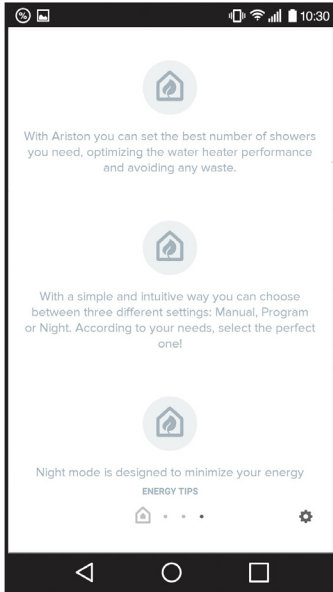 10:30
With Ariston you can set the best number of showers
you need, optimizing the water heater performance
and avoiding any waste.
With a simple and intuitive way you can choose
between three different settings: Manual, Program
or Night. According to your needs, select the perfect
one!
Night mode is designed to minimize your energy
ENERGY TIPS